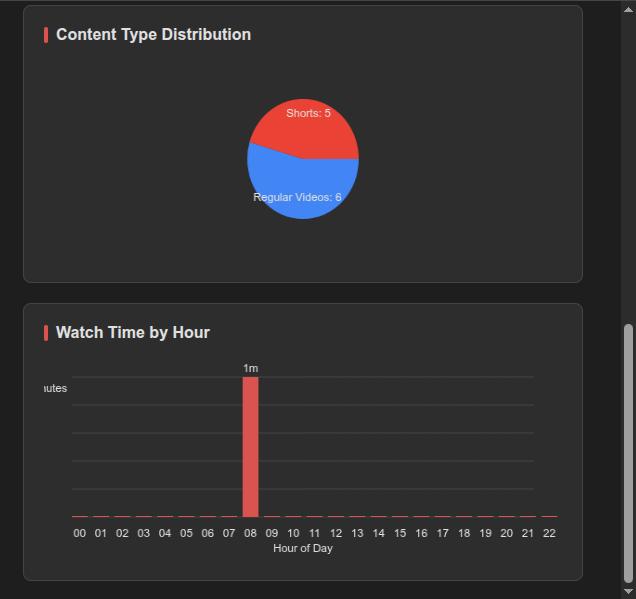 Content Type Distribution
Shorts: 5
Regular Videos: 6
Watch Time by Hour
1m
00 01 02 03 04 05 06 07 08 09 10 11 12 13 14 15 16 17 18 19 20 21 22
Hour of Day